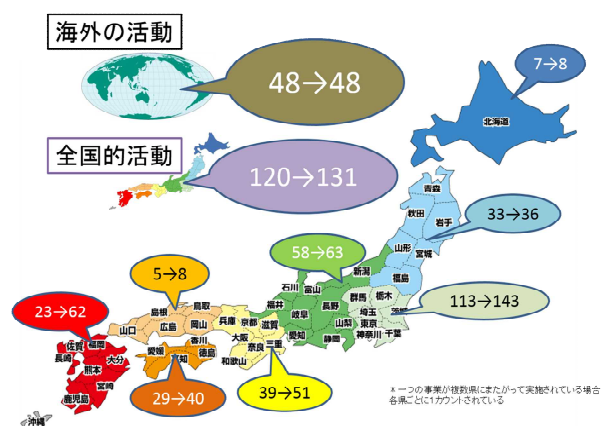 海外の活動
48→48
7→8
北海道
全国的活動
120→131
青森
秋田
岩手
33→36
山形
宮城
福島
58→63
新潟
石川
富山
福井
長野
岐阜
山梨
愛知
静岡
群馬
栃木
埼玉
東京
神奈川
千葉
113→143
5→8
島根
鳥取
山口
広島
岡山
兵庫
京都
滋賀
大阪
奈良
三重
和歌山
39→51
愛媛
香川
徳島
29→40
23→62
佐賀
福岡
長崎
大分
熊本
宮崎
鹿児島
沖縄
*一つの事業が複数県にまたがって実施されている場合
各県ごとに1カウントされている